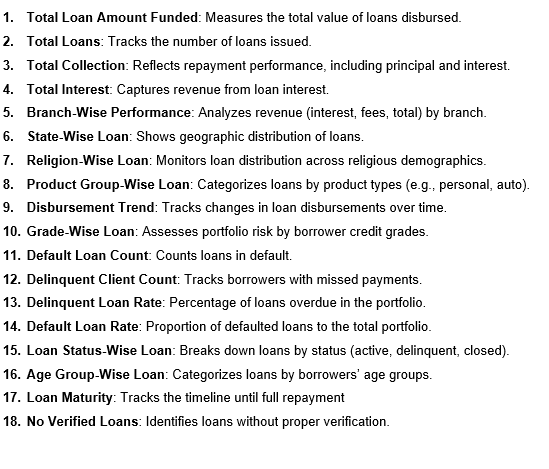 1. Total Loan Amount Funded: Measures the total value of loans disbursed.
2. Total Loans: Tracks the number of loans issued.
3. Total Collection: Reflects repayment performance, including principal and interest.
4. Total Interest: Captures revenue from loan interest.
5. Branch-Wise Performance: Analyzes revenue (interest, fees, total) by branch.
6. State-Wise Loan: Shows geographic distribution of loans.
7. Religion-Wise Loan: Monitors loan distribution across religious demographics.
8. Product Group-Wise Loan: Categorizes loans by product types (e.g., personal, auto).
9. Disbursement Trend: Tracks changes in loan disbursements over time.
10. Grade-Wise Loan: Assesses portfolio risk by borrower credit grades.
11. Default Loan Count: Counts loans in default.
12. Delinquent Client Count: Tracks borrowers with missed payments.
13. Delinquent Loan Rate: Percentage of loans overdue in the portfolio.
14. Default Loan Rate: Proportion of defaulted loans to the total portfolio.
15. Loan Status-Wise Loan: Breaks down loans by status (active, delinquent, closed).
16. Age Group-Wise Loan: Categorizes loans by borrowers’ age groups.
17. Loan Maturity: Tracks the timeline until full repayment
18. No Verified Loans: Identifies loans without proper verification.